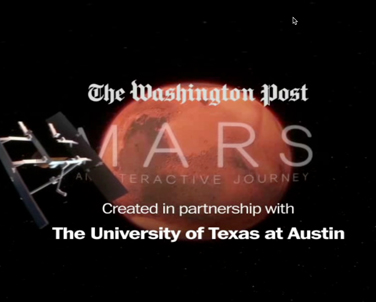 The Washington Post
MARS
AN INTERACTIVE JOURNEY
Created in partnership with
The University of Texas at Austin